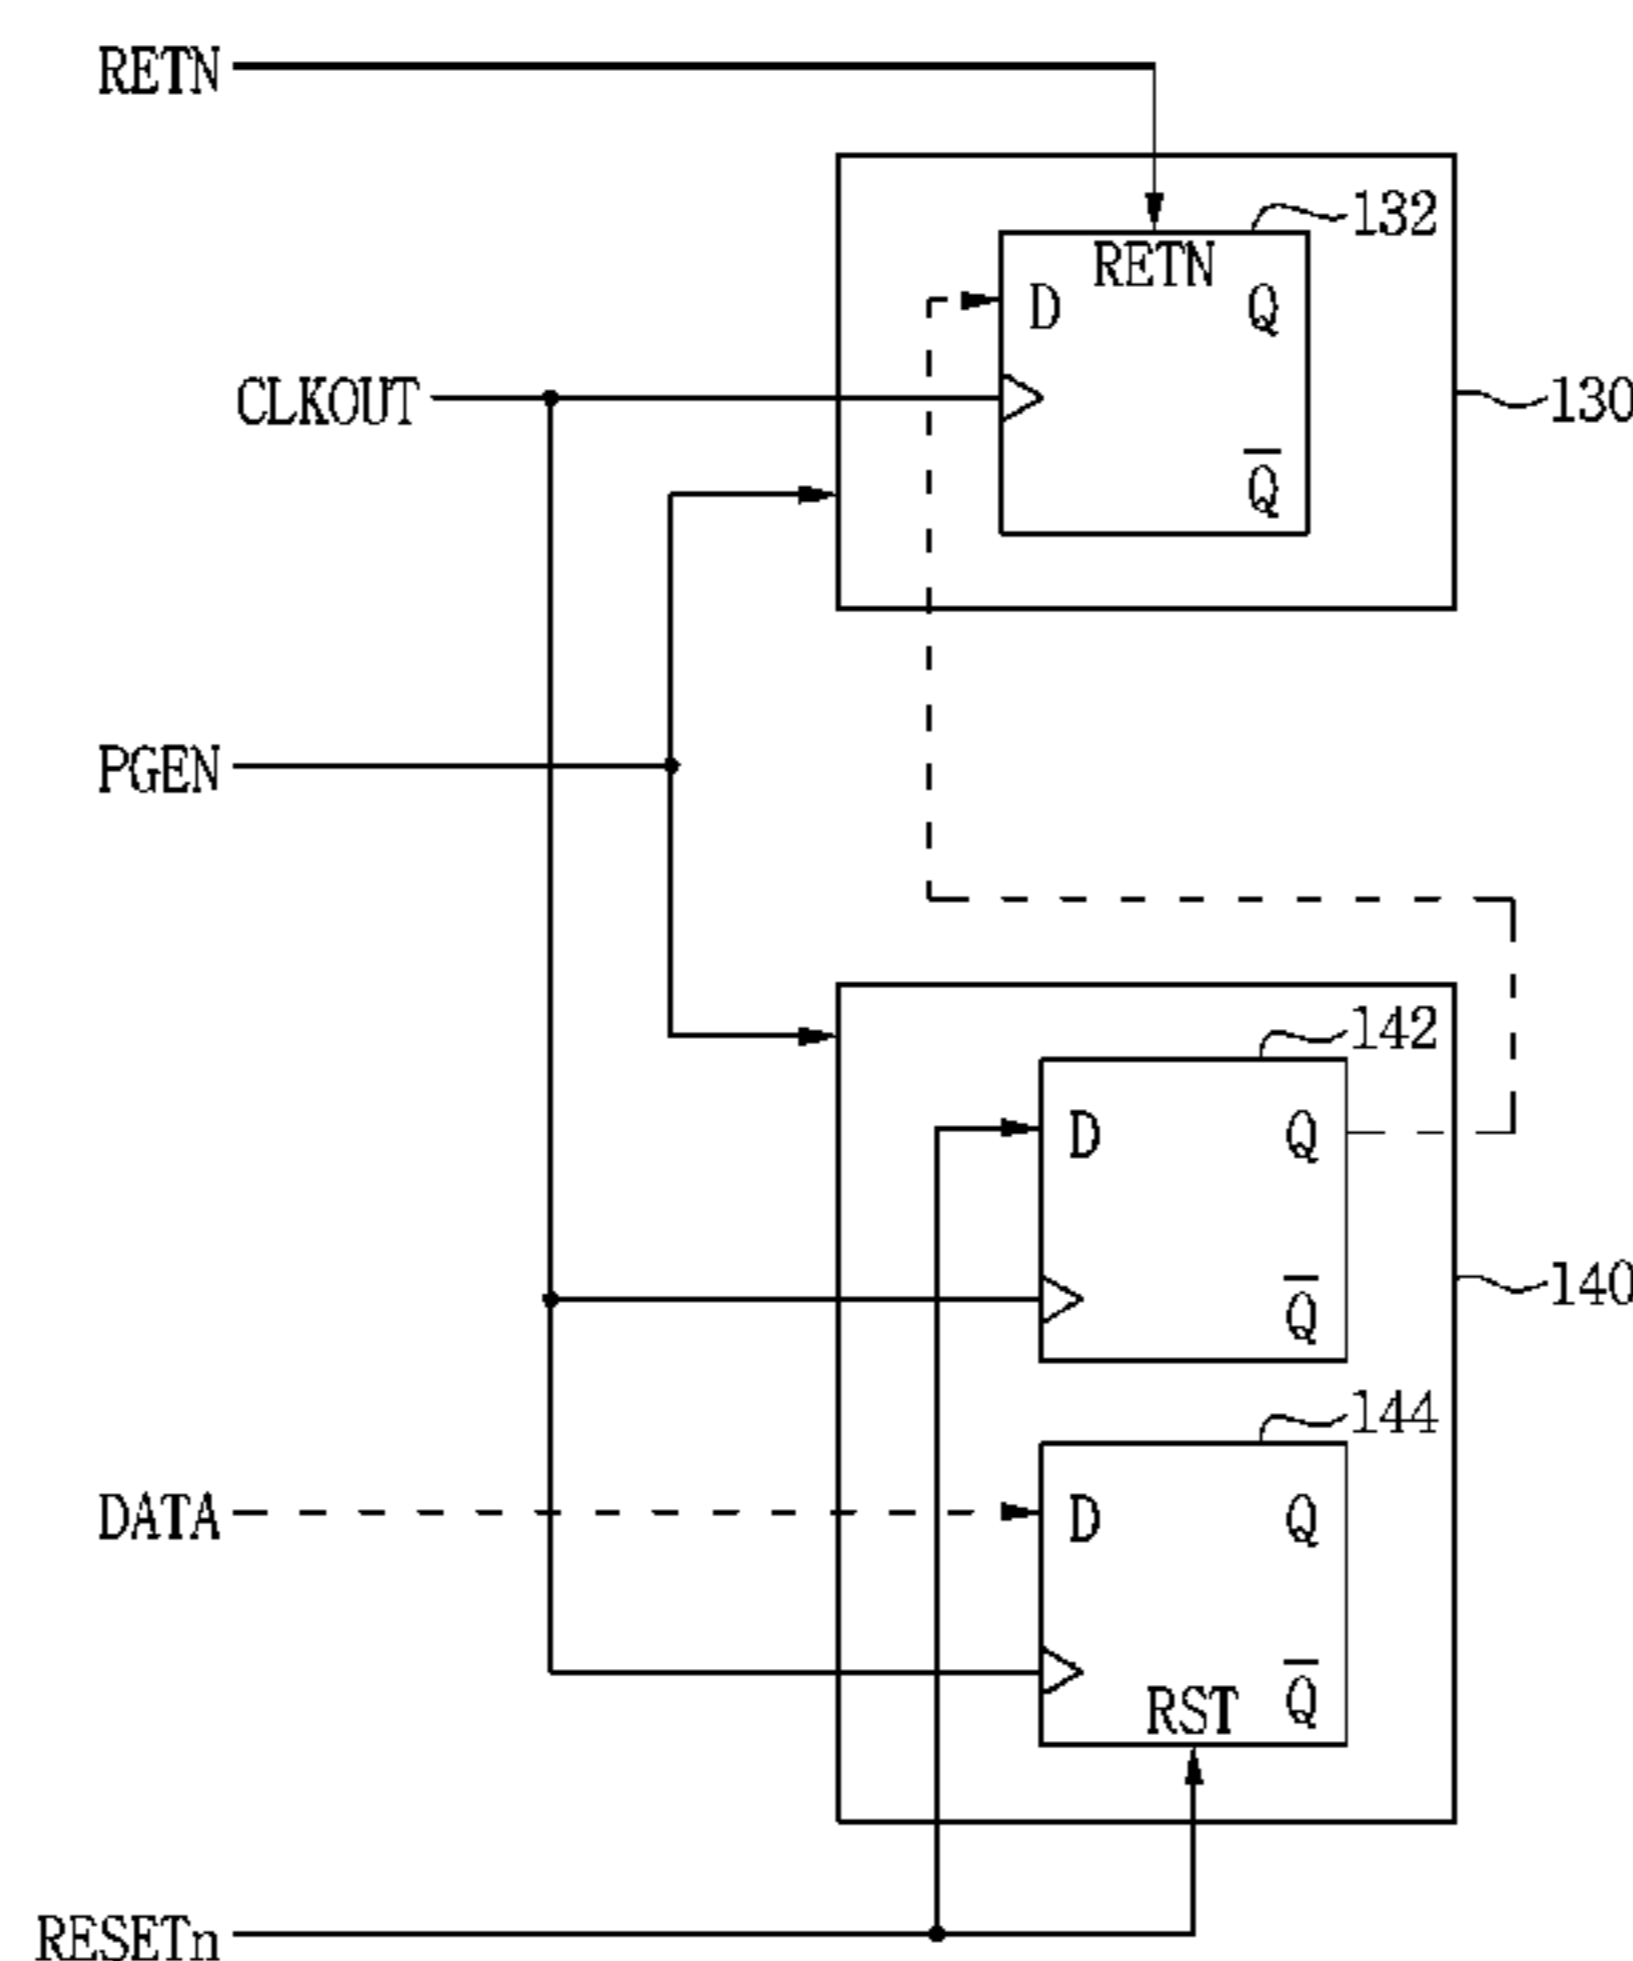 RETN
132
RETN
D Q
CLKOUT
130
Q̅
PGEN
142
D Q
140
Q̅
144
DATA
D Q
RST Q̅
RESETn